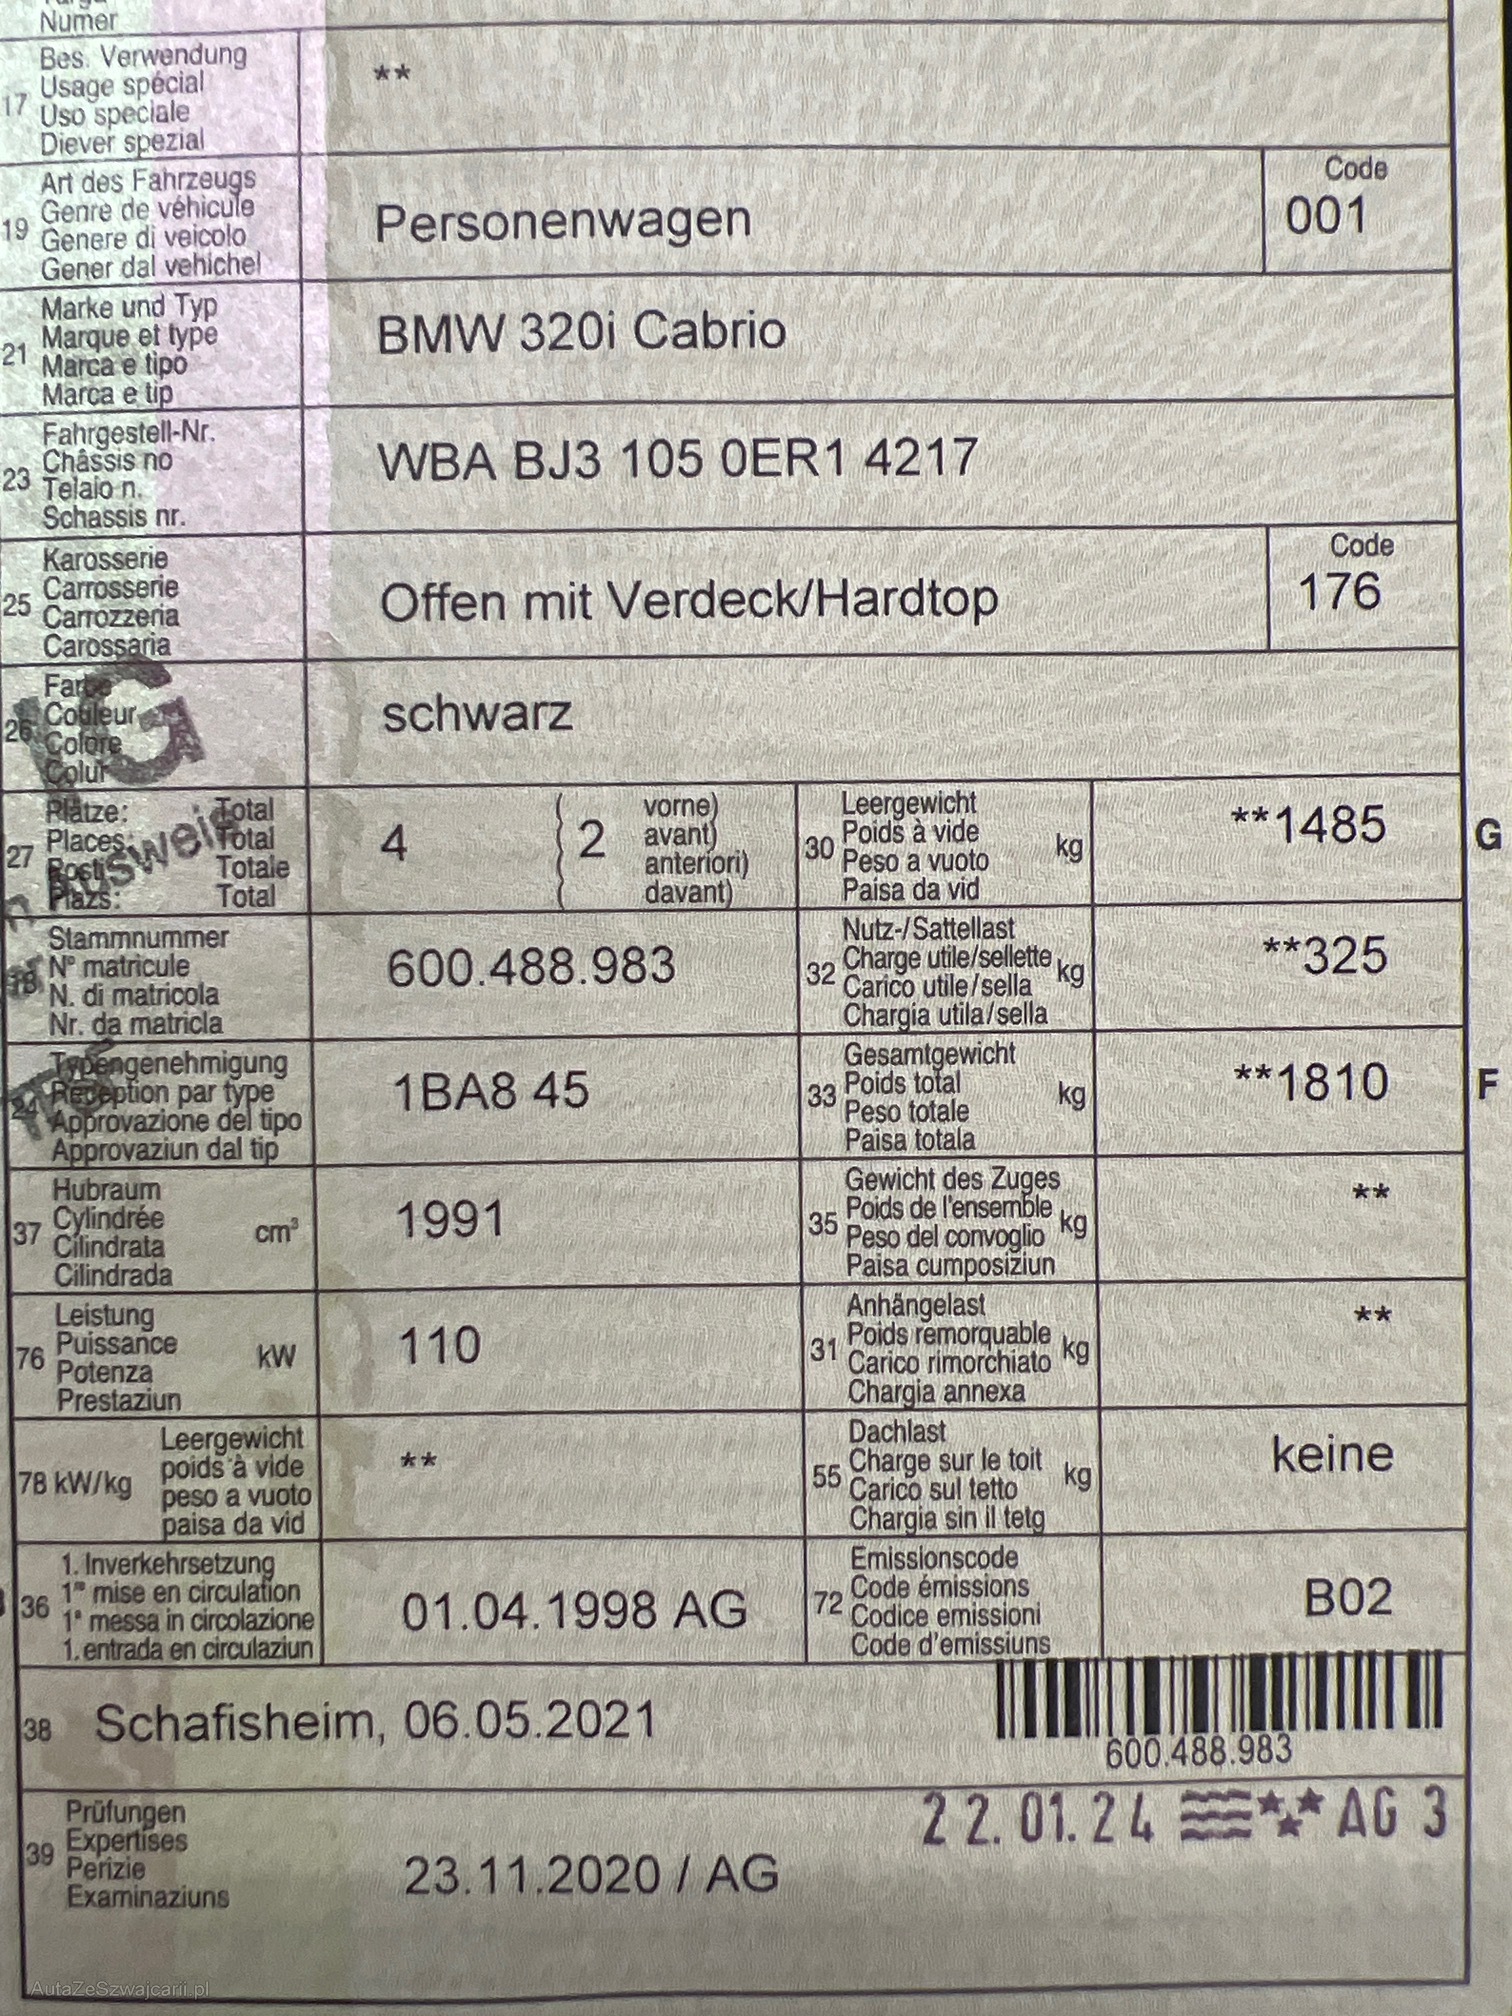 Numer
17
Bes. Verwendung
Usage spécial
Uso speciale
Diever spezial
**
19
Art des Fahrzeugs
Genre de véhicule
Genere di veicolo
Gener dal vehichel
Personenwagen
Code
001
21
Marke und Typ
Marque et type
Marca e tipo
Marca e tip
BMW 320i Cabrio
23
Fahrgestell-Nr.
Châssis no
Telaio n.
Schassis nr.
WBA BJ3 105 0ER1 4217
25
Karosserie
Carrosserie
Carrozzeria
Carossaria
Offen mit Verdeck/Hardtop
Code
176
26
Farbe
Couleur
Colore
Colur
schwarz
27
Plätze: Total
Places: Total
Posti: Totale
Plazs: Total
4
2
vorne)
avant)
anteriori)
davant)
30
Leergewicht
Poids à vide
Peso a vuoto
Paisa da vid
kg
**1485
G
18
Stammnummer
N° matricule
N. di matricola
Nr. da matricla
600.488.983
32
Nutz-/Sattellast
Charge utile/sellette
Carico utile/sella
Chargia utila/sella
kg
**325
24
Typengenehmigung
Réception par type
Approvazione del tipo
Approvaziun dal tip
1BA8 45
33
Gesamtgewicht
Poids total
Peso totale
Paisa totala
kg
**1810
F
37
Hubraum
Cylindrée
Cilindrata
Cilindrada
cm³
1991
35
Gewicht des Zuges
Poids de l'ensemble
Peso del convoglio
Paisa cumposiziun
kg
**
76
Leistung
Puissance
Potenza
Prestaziun
kW
110
31
Anhängelast
Poids remorquable
Carico rimorchiato
Chargia annexa
kg
**
78 kW/kg
Leergewicht
poids à vide
peso a vuoto
paisa da vid
**
55
Dachlast
Charge sur le toit
Carico sul tetto
Chargia sin il tetg
kg
keine
36
1. Inverkehrsetzung
1re mise en circulation
1a messa in circolazione
1. entrada en circulaziun
01.04.1998 AG
72
Emissionscode
Code émissions
Codice emissioni
Code d'emissiuns
B02
38
Schafisheim, 06.05.2021
600.488.983
39
Prüfungen
Expertises
Perizie
Examinaziuns
23.11.2020 / AG
22.01.24 AG 3
AutaZeSzwajcarii.pl